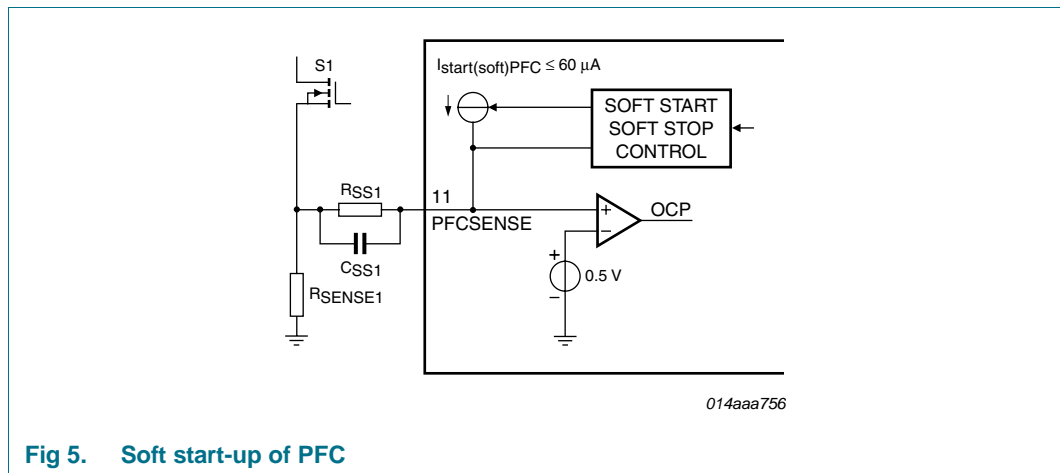 S1
Istart(soft)PFC ≤ 60 μA
SOFT START
SOFT STOP
CONTROL
RSS1
11
PFCSENSE
+
−
OCP
CSS1
+
0.5 V
−
RSENSE1
014aaa756
Fig 5. Soft start-up of PFC